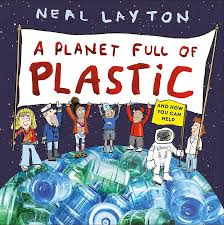 NEAL LAYTON
A PLANET FULL OF
PLASTIC
AND HOW
YOU CAN
HELP